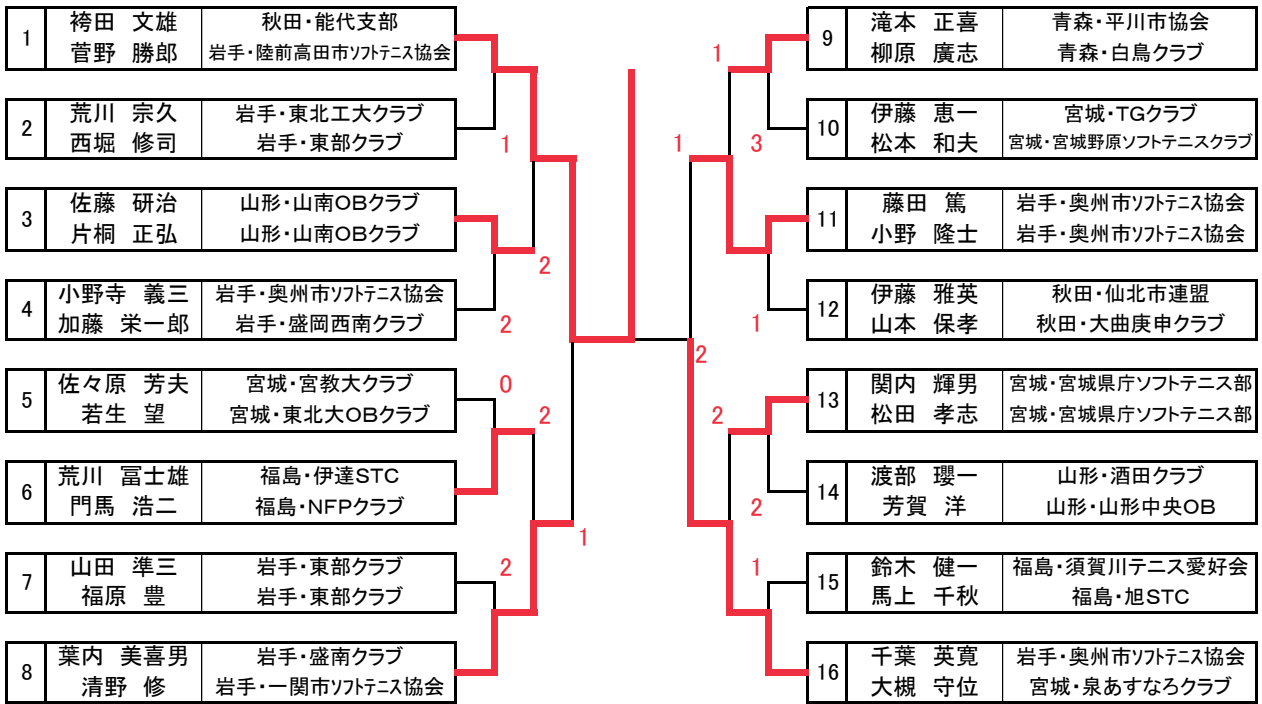 1
袴田 文雄 秋田・能代支部
菅野 勝郎 岩手・陸前高田市ソフトテニス協会
2
荒川 宗久 岩手・東北工大クラブ
西堀 修司 岩手・東部クラブ
1
3
佐藤 研治 山形・山南OBクラブ
片桐 正弘 山形・山南OBクラブ
2
4
小野寺 義三 岩手・奥州市ソフトテニス協会
加藤 栄一郎 岩手・盛岡西南クラブ
2
5
佐々原 芳夫 宮城・宮教大クラブ
若生 望 宮城・東北大OBクラブ
0
2
6
荒川 冨士雄 福島・伊達STC
門馬 浩二 福島・NFPクラブ
1
7
山田 準三 岩手・東部クラブ
福原 豊 岩手・東部クラブ
2
8
葉内 美喜男 岩手・盛南クラブ
清野 修 岩手・一関市ソフトテニス協会
1
9
滝本 正喜 青森・平川市協会
柳原 廣志 青森・白鳥クラブ
10
伊藤 恵一 宮城・TGクラブ
松本 和夫 宮城・宮城野原ソフトテニスクラブ
1
3
11
藤田 篤 岩手・奥州市ソフトテニス協会
小野 隆士 岩手・奥州市ソフトテニス協会
12
伊藤 雅英 秋田・仙北市連盟
山本 保孝 秋田・大曲庚申クラブ
1
2
13
関内 輝男 宮城・宮城県庁ソフトテニス部
松田 孝志 宮城・宮城県庁ソフトテニス部
2
14
渡部 瓔一 山形・酒田クラブ
芳賀 洋 山形・山形中央OB
2
15
鈴木 健一 福島・須賀川テニス愛好会
馬上 千秋 福島・旭STC
1
16
千葉 英寛 岩手・奥州市ソフトテニス協会
大槻 守位 宮城・泉あすなろクラブ